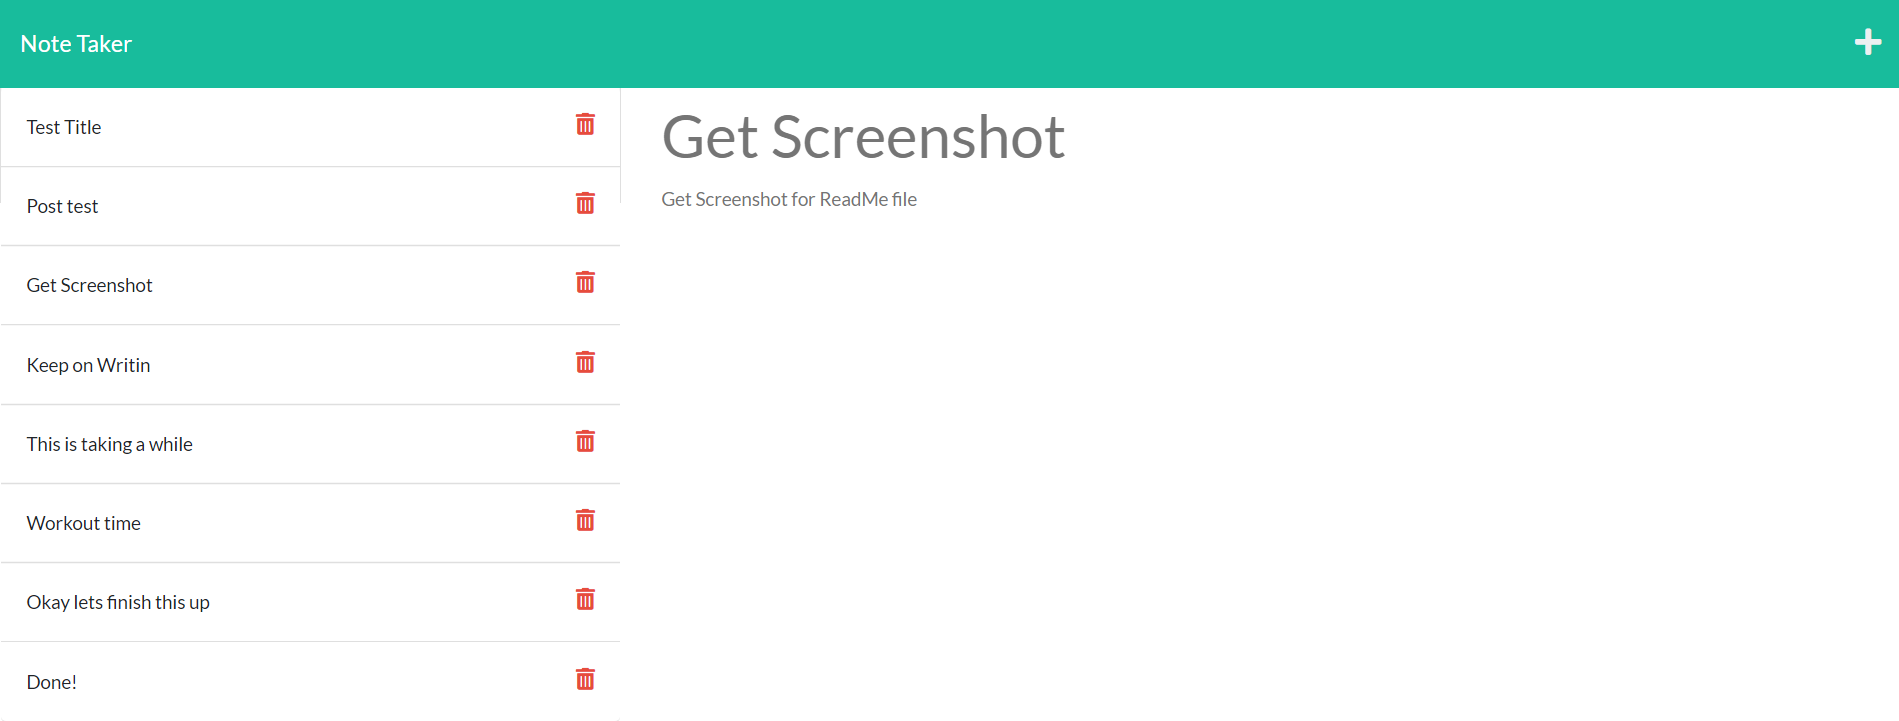 Note Taker
Test Title
Post test
Get Screenshot
Keep on Writin
This is taking a while
Workout time
Okay lets finish this up
Done!
Get Screenshot
Get Screenshot for ReadMe file